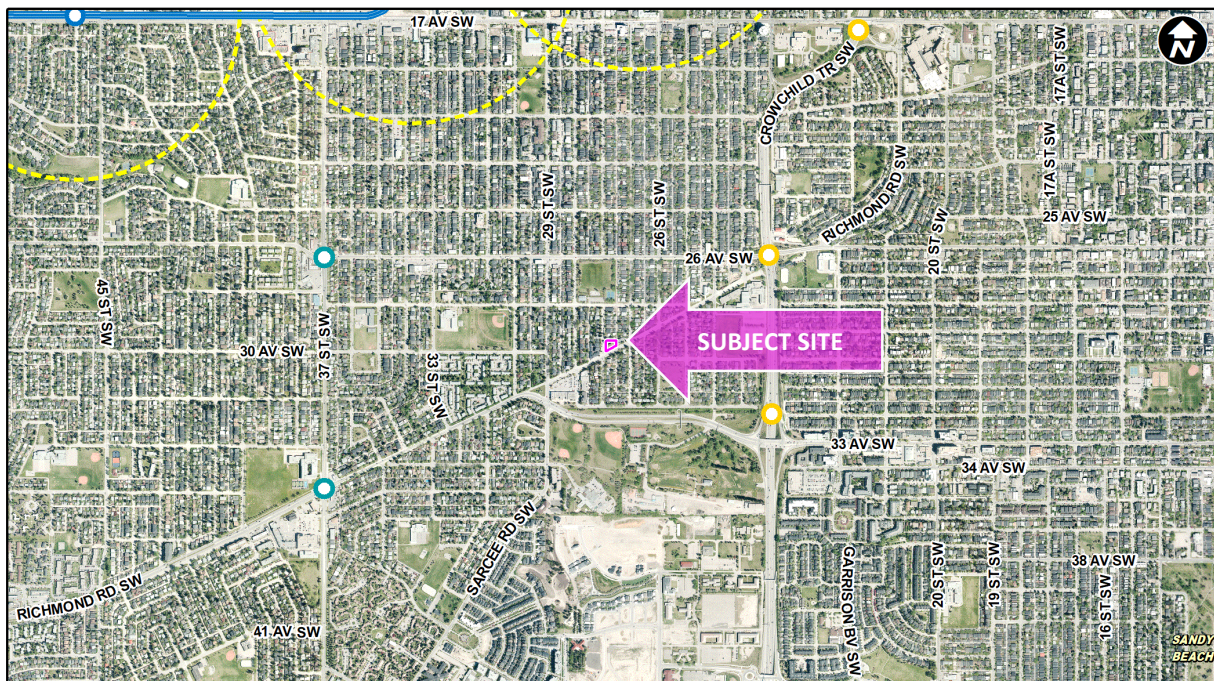 17 AV SW
N
CROWCHILD TR SW
17A ST SW
29 ST SW
26 ST SW
RICHMOND RD SW
17A ST SW
25 AV SW
20 ST SW
26 AV SW
45 ST SW
37 ST SW
30 AV SW
33 ST SW
SUBJECT SITE
33 AV SW
34 AV SW
SARCEE RD SW
GARRISON BV SW
20 ST SW
19 ST SW
38 AV SW
16 ST SW
RICHMOND RD SW
41 AV SW
SANDY
BEACH